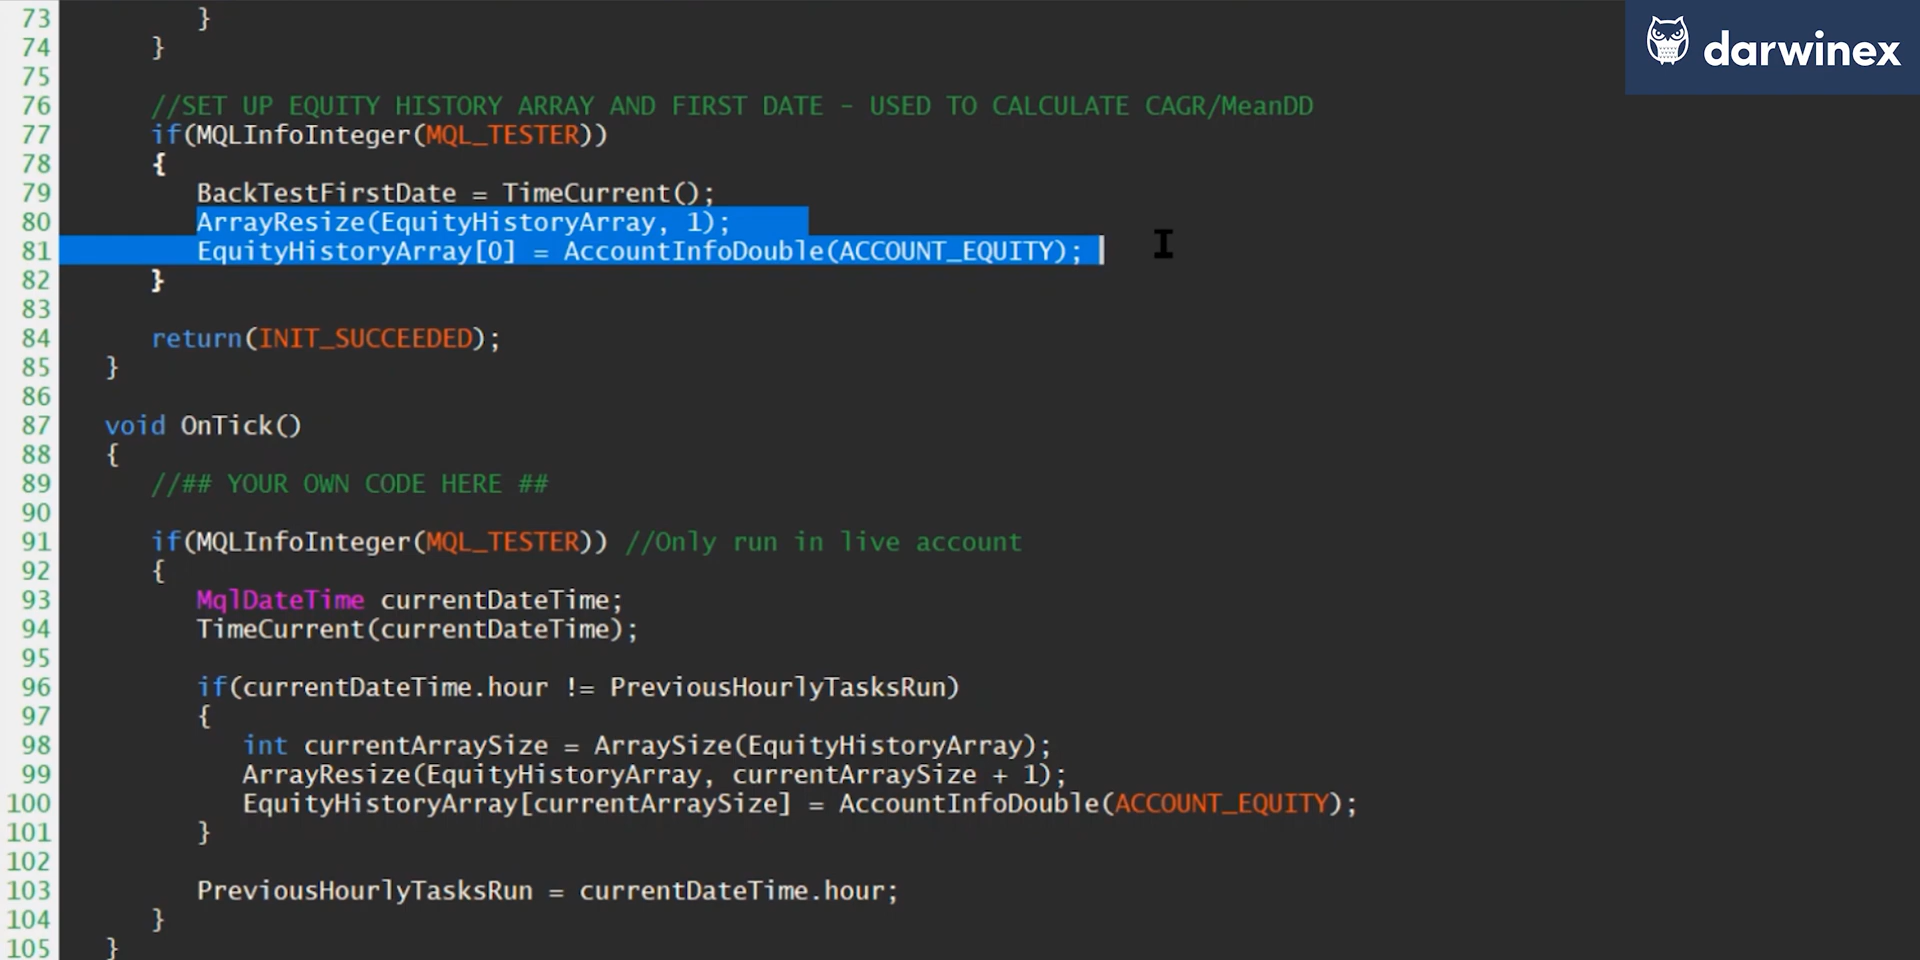 darwinex
73 }
74 }
75
76 //SET UP EQUITY HISTORY ARRAY AND FIRST DATE - USED TO CALCULATE CAGR/MeanDD
77 if(MQLInfoInteger(MQL_TESTER))
78 {
79 BackTestFirstDate = TimeCurrent();
80 ArrayResize(EquityHistoryArray, 1);
81 EquityHistoryArray[0] = AccountInfoDouble(ACCOUNT_EQUITY);
82 }
83
84 return(INIT_SUCCEEDED);
85 }
86
87 void OnTick()
88 {
89 //## YOUR OWN CODE HERE ##
90
91 if(MQLInfoInteger(MQL_TESTER)) //Only run in live account
92 {
93 MqlDateTime currentDateTime;
94 TimeCurrent(currentDateTime);
95
96 if(currentDateTime.hour != PreviousHourlyTasksRun)
97 {
98 int currentArraySize = ArraySize(EquityHistoryArray);
99 ArrayResize(EquityHistoryArray, currentArraySize + 1);
100 EquityHistoryArray[currentArraySize] = AccountInfoDouble(ACCOUNT_EQUITY);
101 }
102
103 PreviousHourlyTasksRun = currentDateTime.hour;
104 }
105 }